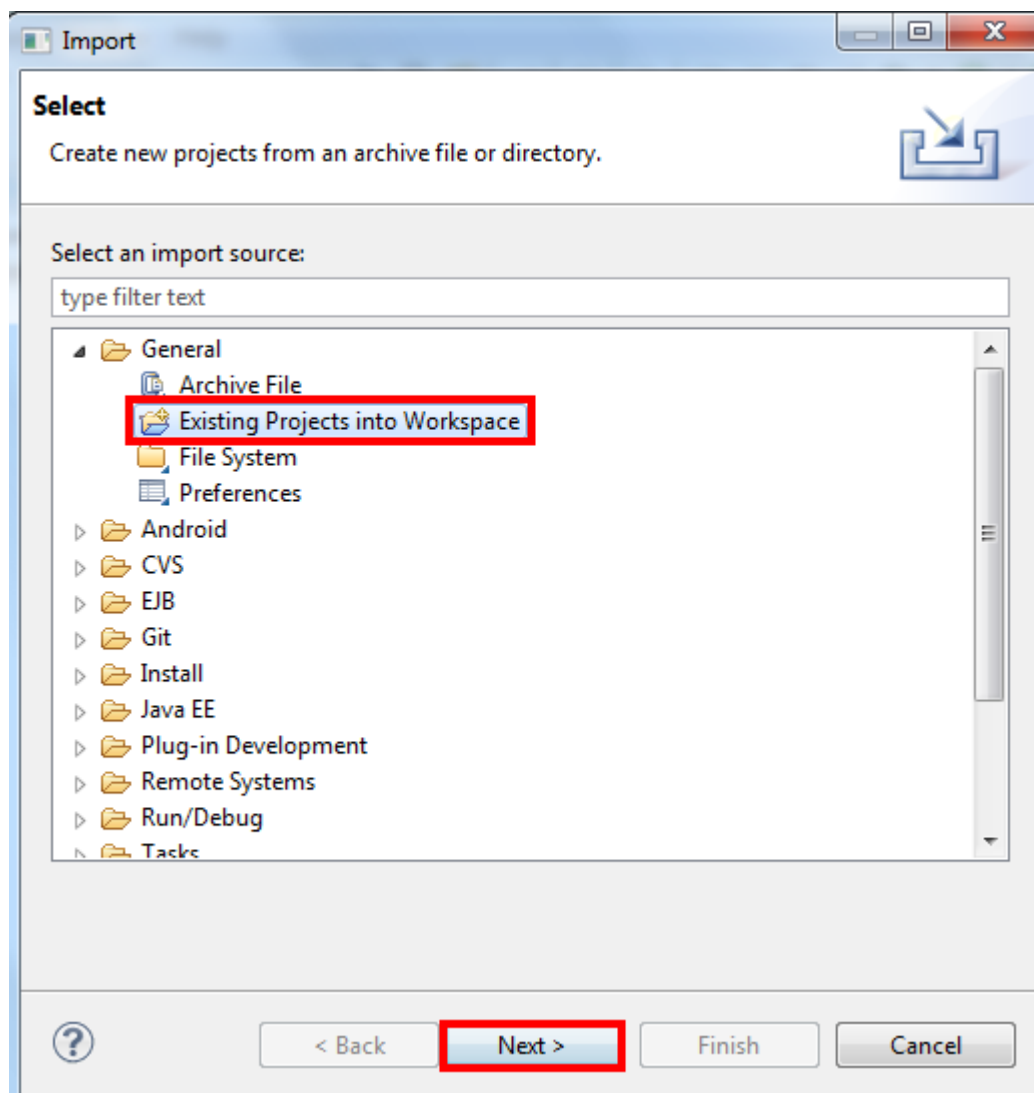 Import
Select
Create new projects from an archive file or directory.
Select an import source:
type filter text
General
Archive File
Existing Projects into Workspace
File System
Preferences
Android
CVS
EJB
Git
Install
Java EE
Plug-in Development
Remote Systems
Run/Debug
Tasks
< Back Next > Finish Cancel